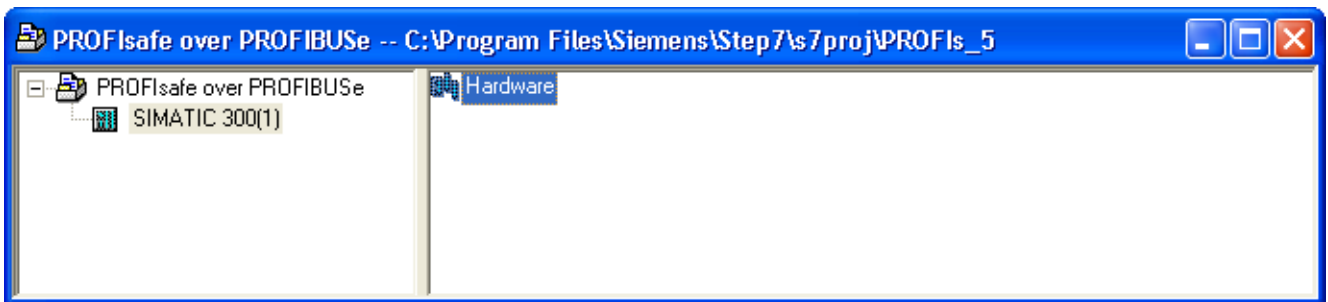 PROFIsafe over PROFIBUSe -- C:\Program Files\Siemens\Step7\s7proj\PROFIs_5
PROFIsafe over PROFIBUSe
SIMATIC 300(1)
Hardware